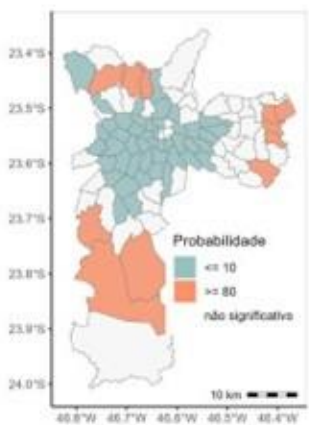 23.4°S
23.5°S
23.6°S
23.7°S
23.8°S
23.9°S
24.0°S
Probabilidade
<= 10
>= 80
não significativo
10 km
46.8°W 46.7°W 46.6°W 46.5°W 46.4°W